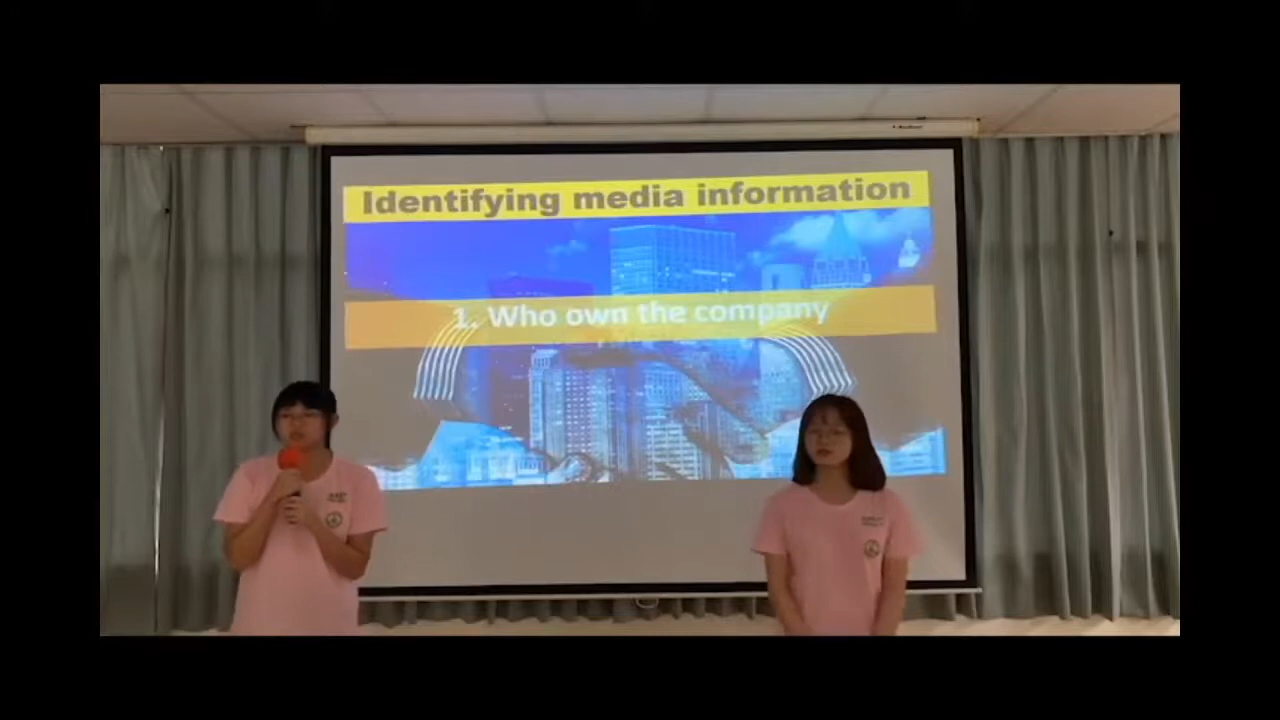 Identifying media information
1. Who own the company